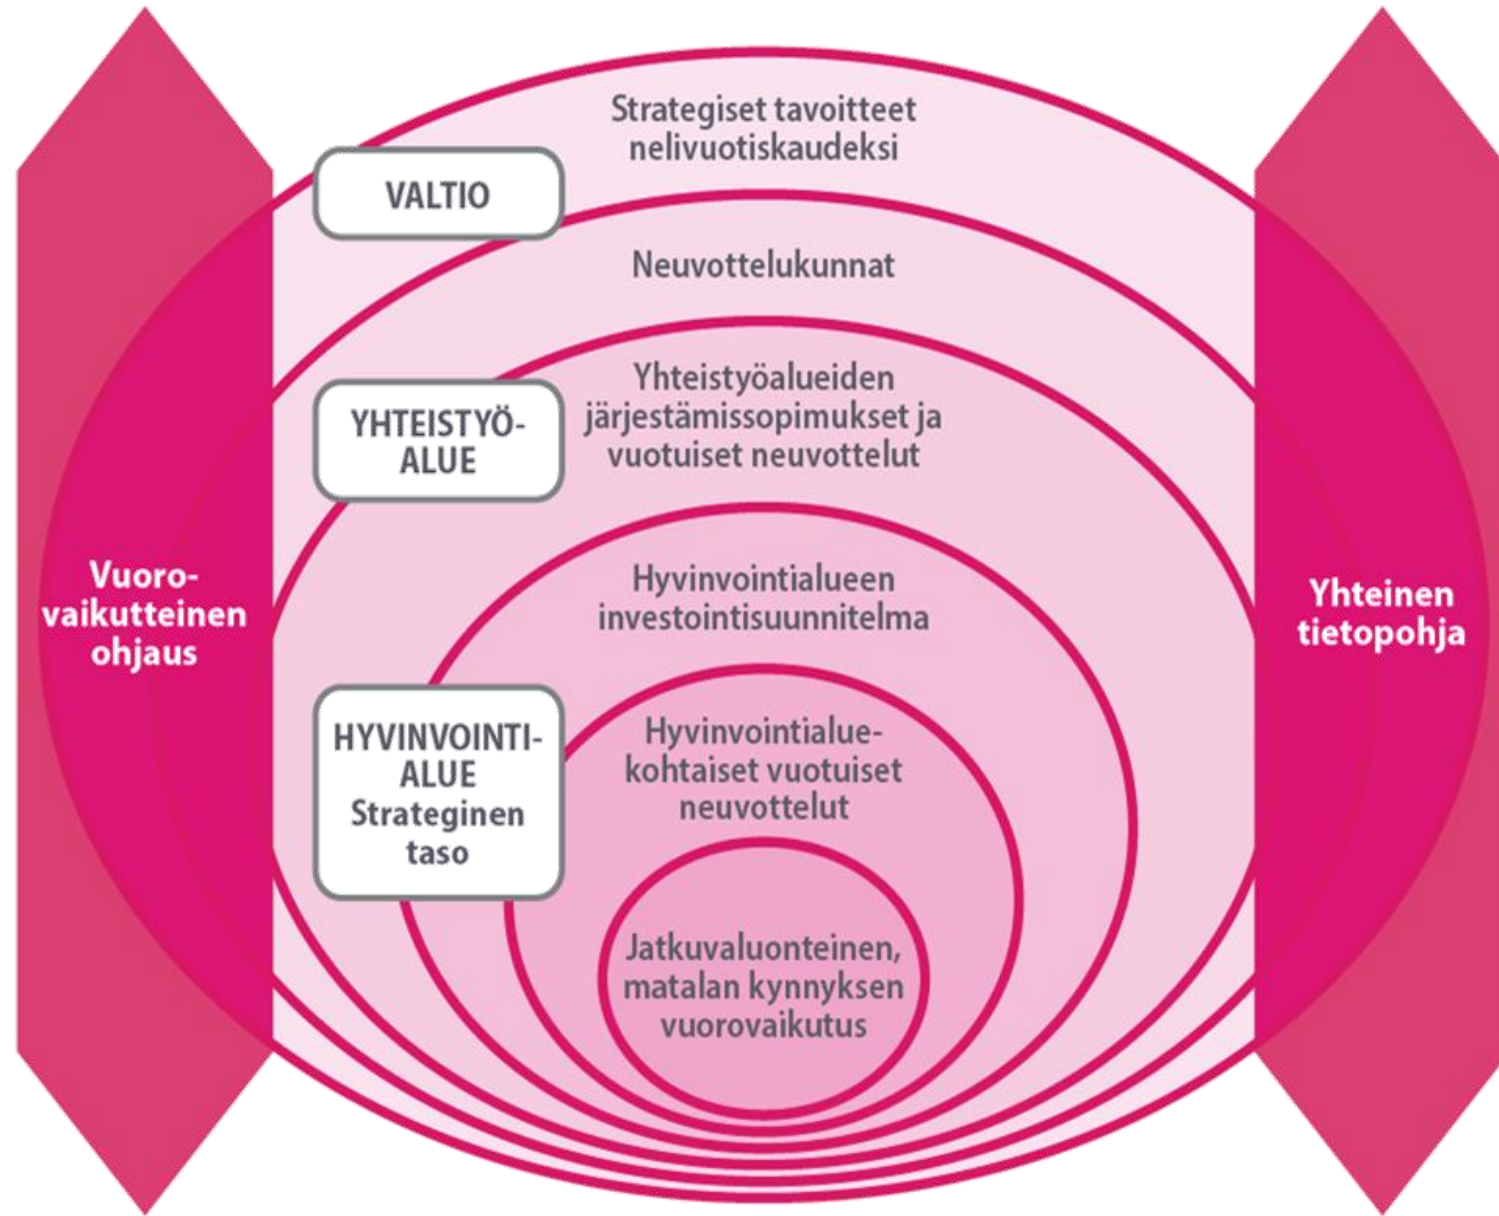 Strategiset tavoitteet
nelivuotiskaudeksi
VALTIO
Neuvottelukunnat
YHTEISTYÖ-
ALUE
Yhteistyöalueiden
järjestämissopimukset ja
vuotuiset neuvottelut
Vuoro-
vaikutteinen
ohjaus
Hyvinvointialueen
investointisuunnitelma
Yhteinen
tietopohja
HYVINVOINTI-
ALUE
Strateginen
taso
Hyvinvointialue-
kohtaiset vuotuiset
neuvottelut
Jatkuvaluonteinen,
matalan kynnyksen
vuorovaikutus